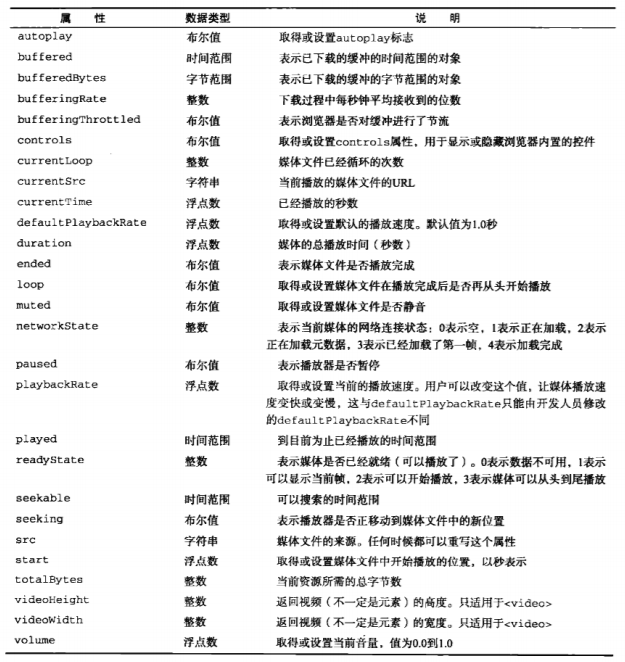 属 性 数据类型 说 明
autoplay 布尔值 取得或设置autoplay标志
buffered 时间范围 表示已下载的缓冲的时间范围的对象
bufferedBytes 字节范围 表示已下载的缓冲的字节范围的对象
bufferingRate 整数 下载过程中每秒钟平均接收到的位数
bufferingThrottled 布尔值 表示浏览器是否对缓冲进行了节流
controls 布尔值 取得或设置controls属性，用于显示或隐藏浏览器内置的控件
currentLoop 整数 媒体文件已经循环的次数
currentSrc 字符串 当前播放的媒体文件的URL
currentTime 浮点数 已经播放的秒数
defaultPlaybackRate 浮点数 取得或设置默认的播放速度。默认值为1.0秒
duration 浮点数 媒体的总播放时间（秒数）
ended 布尔值 表示媒体文件是否播放完成
loop 布尔值 取得或设置媒体文件在播放完成后是否再从头开始播放
muted 布尔值 取得或设置媒体文件是否静音
networkState 整数 表示当前媒体的网络连接状态：0表示空，1表示正在加载，2表示
正在加载元数据，3表示已经加载了第一帧，4表示加载完成
paused 布尔值 表示播放器是否暂停
playbackRate 浮点数 取得或设置当前的播放速度。用户可以改变这个值，让媒体播放速
度变快或变慢，这与defaultPlaybackRate只能由开发人员修改
的defaultPlaybackRate不同
played 时间范围 到目前为止已经播放的时间范围
readyState 整数 表示媒体是否已经就绪（可以播放了）。0表示数据不可用，1表示
可以显示当前帧，2表示可以开始播放，3表示媒体可以从头到尾播放
seekable 时间范围 可以搜索的时间范围
seeking 布尔值 表示播放器是否正移动到媒体文件中的新位置
src 字符串 媒体文件的来源。任何时候都可以重写这个属性
start 浮点数 取得或设置媒体文件中开始播放的位置，以秒表示
totalBytes 整数 当前资源所需的总字节数
videoHeight 整数 返回视频（不一定是元素）的高度。只适用于<video>
videoWidth 整数 返回视频（不一定是元素）的宽度。只适用于<video>
volume 浮点数 取得或设置当前音量，值为0.0到1.0